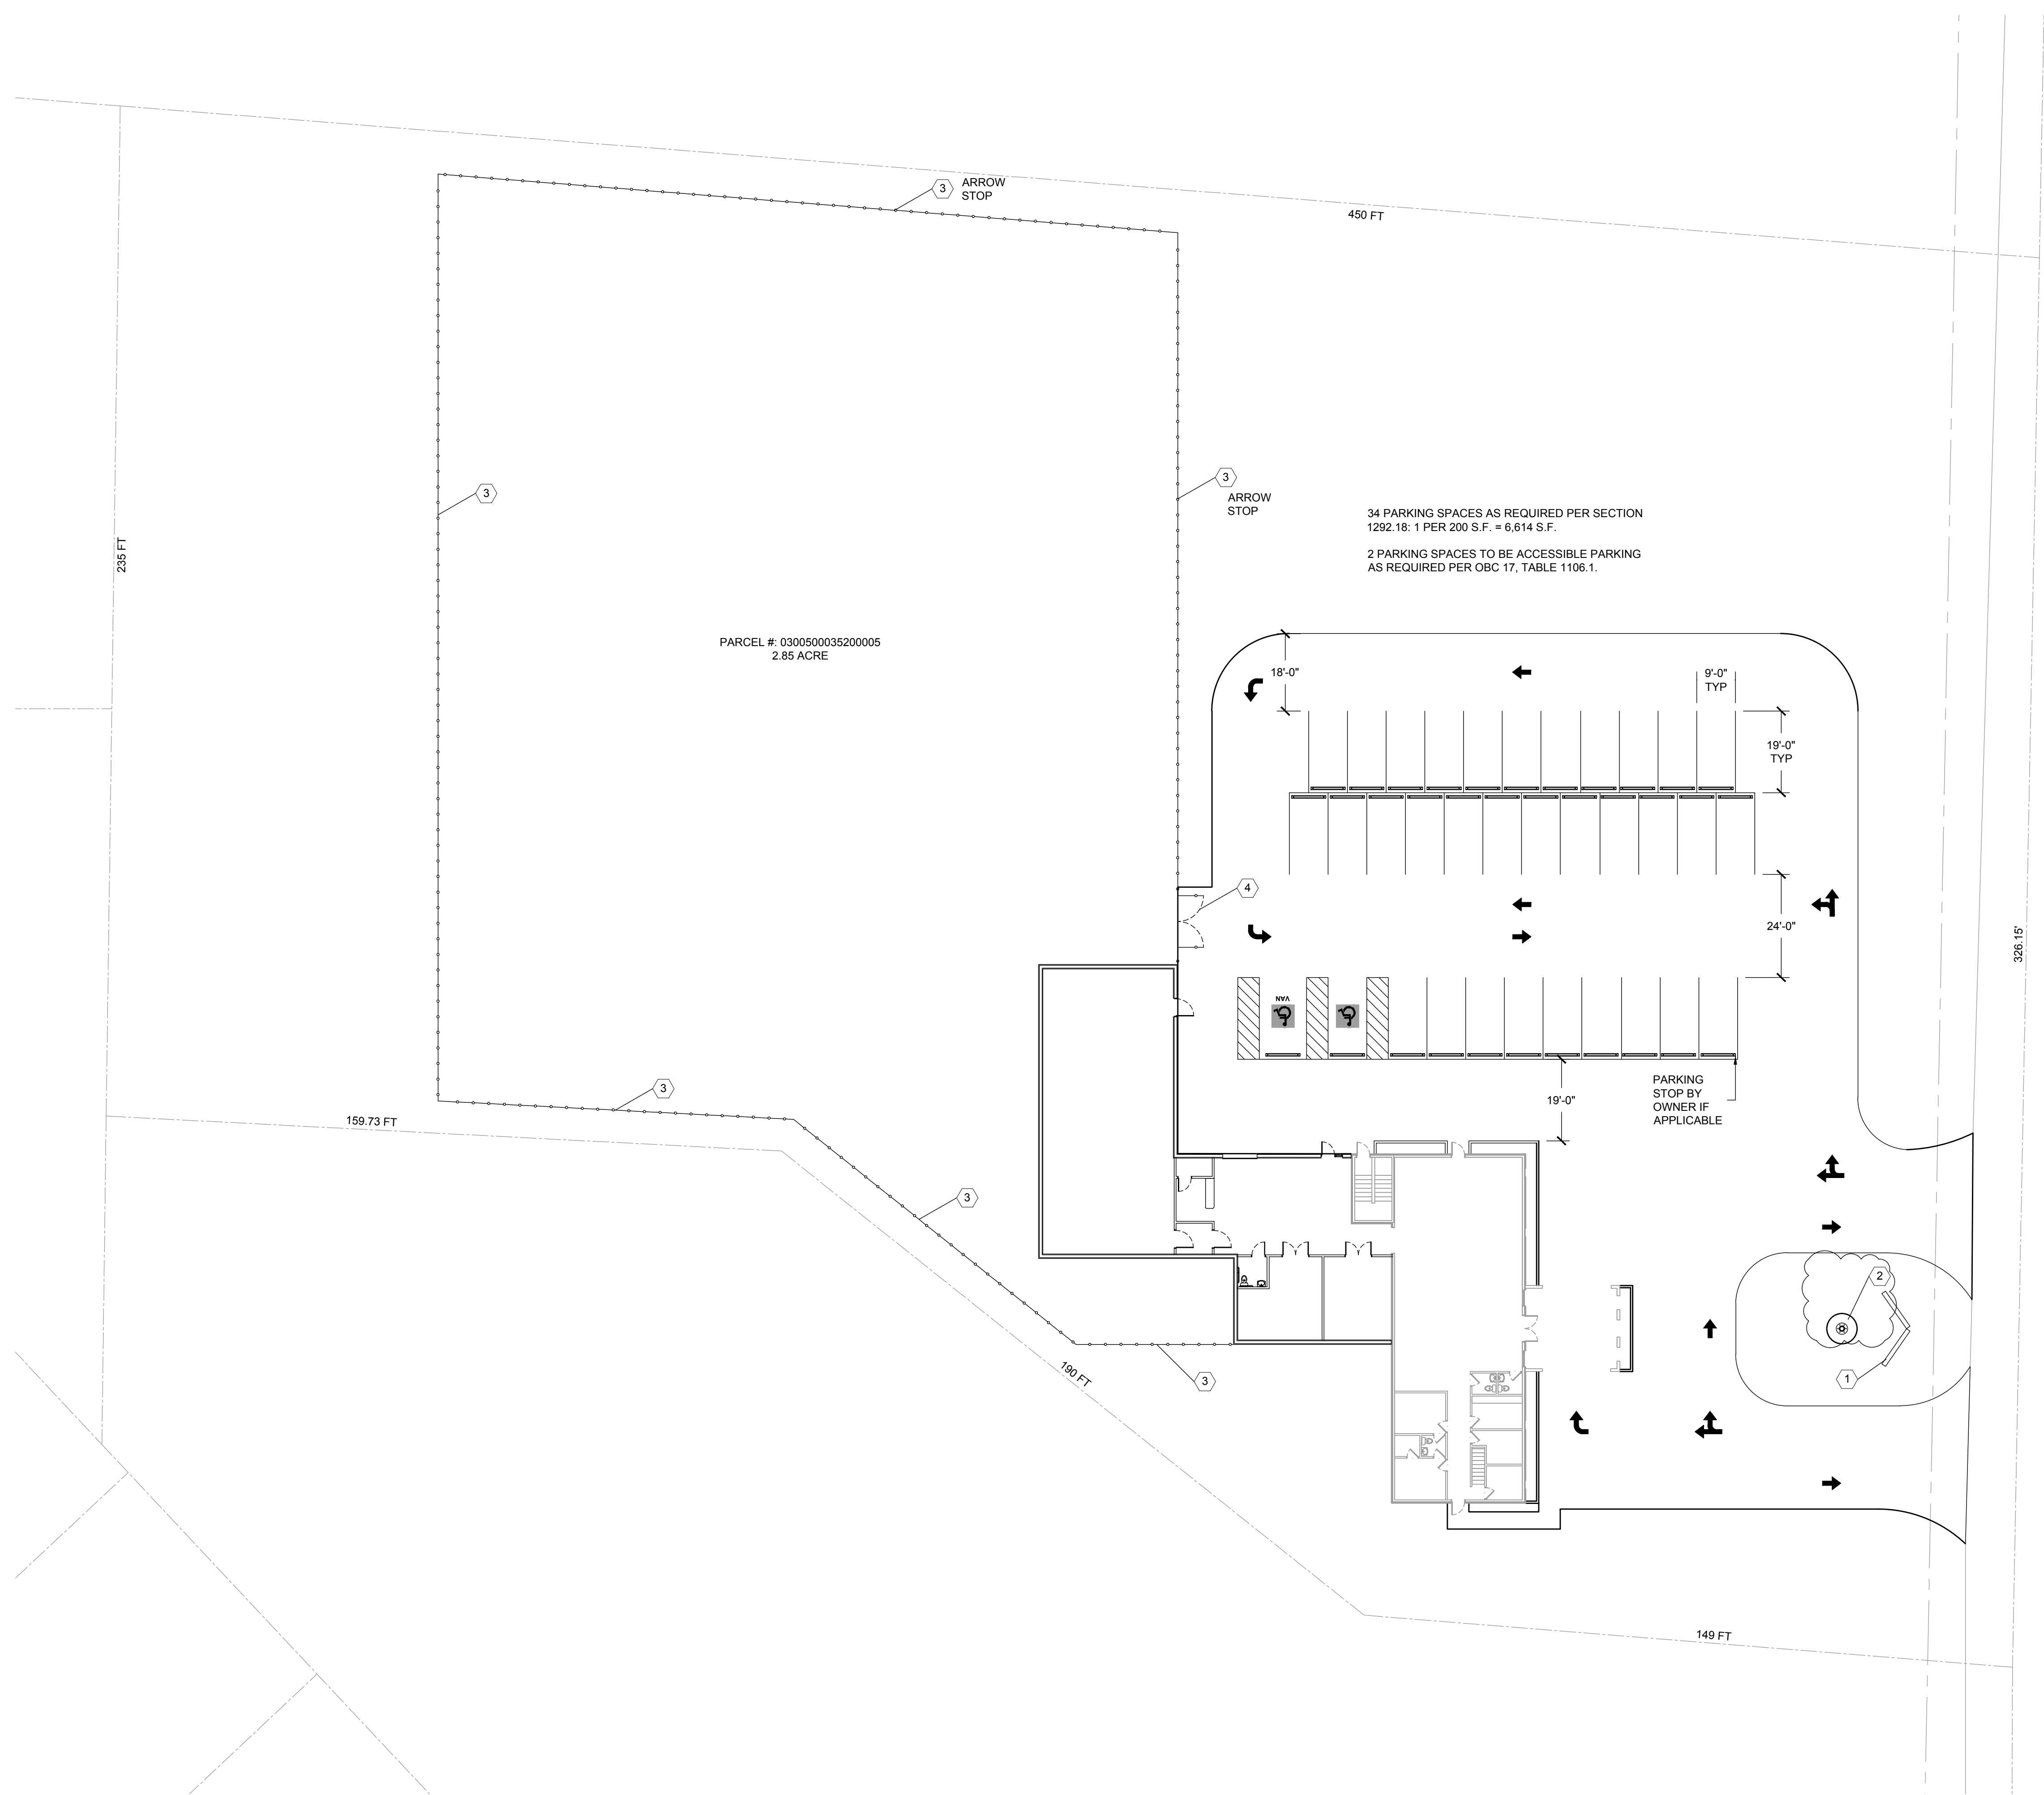 3
ARROW
STOP
450 FT
3
ARROW
STOP
3
34 PARKING SPACES AS REQUIRED PER SECTION
1292.18: 1 PER 200 S.F. = 6,614 S.F.
2 PARKING SPACES TO BE ACCESSIBLE PARKING
AS REQUIRED PER OBC 17, TABLE 1106.1.
235 FT
PARCEL #: 0300500035200005
2.85 ACRE
18'-0"
9'-0"
TYP
19'-0"
TYP
4
24'-0"
326.15'
VAN
3
159.73 FT
19'-0"
PARKING
STOP BY
OWNER IF
APPLICABLE
3
2
190 FT
3
1
149 FT